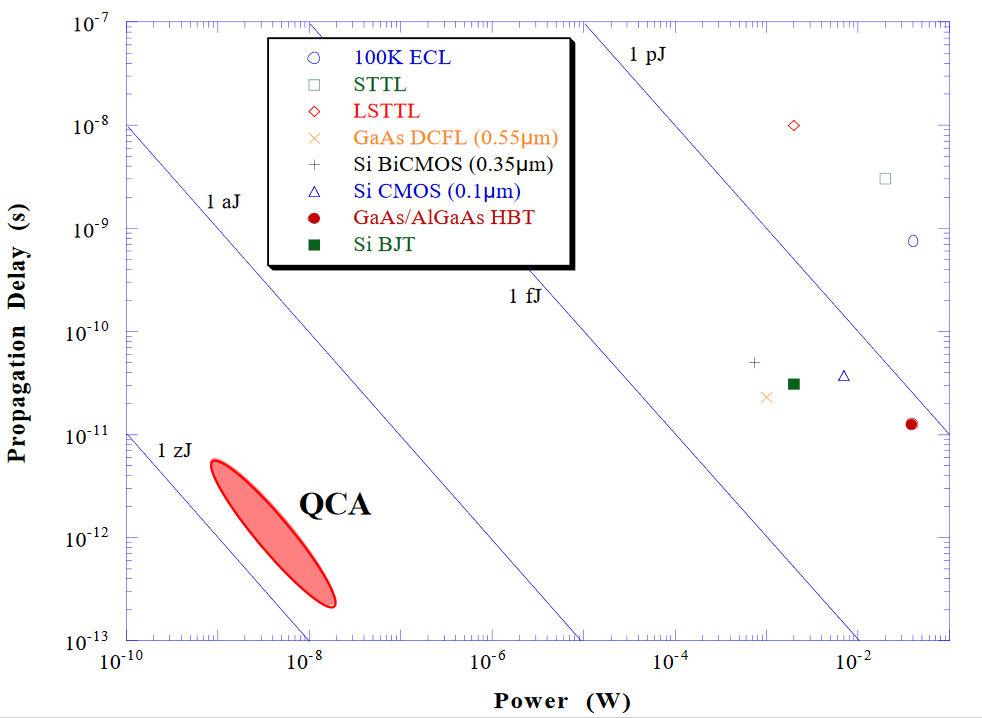 10⁻⁷
10⁻⁸
10⁻⁹
10⁻¹⁰
10⁻¹¹
10⁻¹²
10⁻¹³
Propagation Delay (s)
100K ECL
STTL
LSTTL
GaAs DCFL (0.55μm)
Si BiCMOS (0.35μm)
Si CMOS (0.1μm)
GaAs/AlGaAs HBT
Si BJT
1 pJ
1 aJ
1 fJ
1 zJ
QCA
10⁻¹⁰
10⁻⁸
10⁻⁶
10⁻⁴
10⁻²
Power (W)